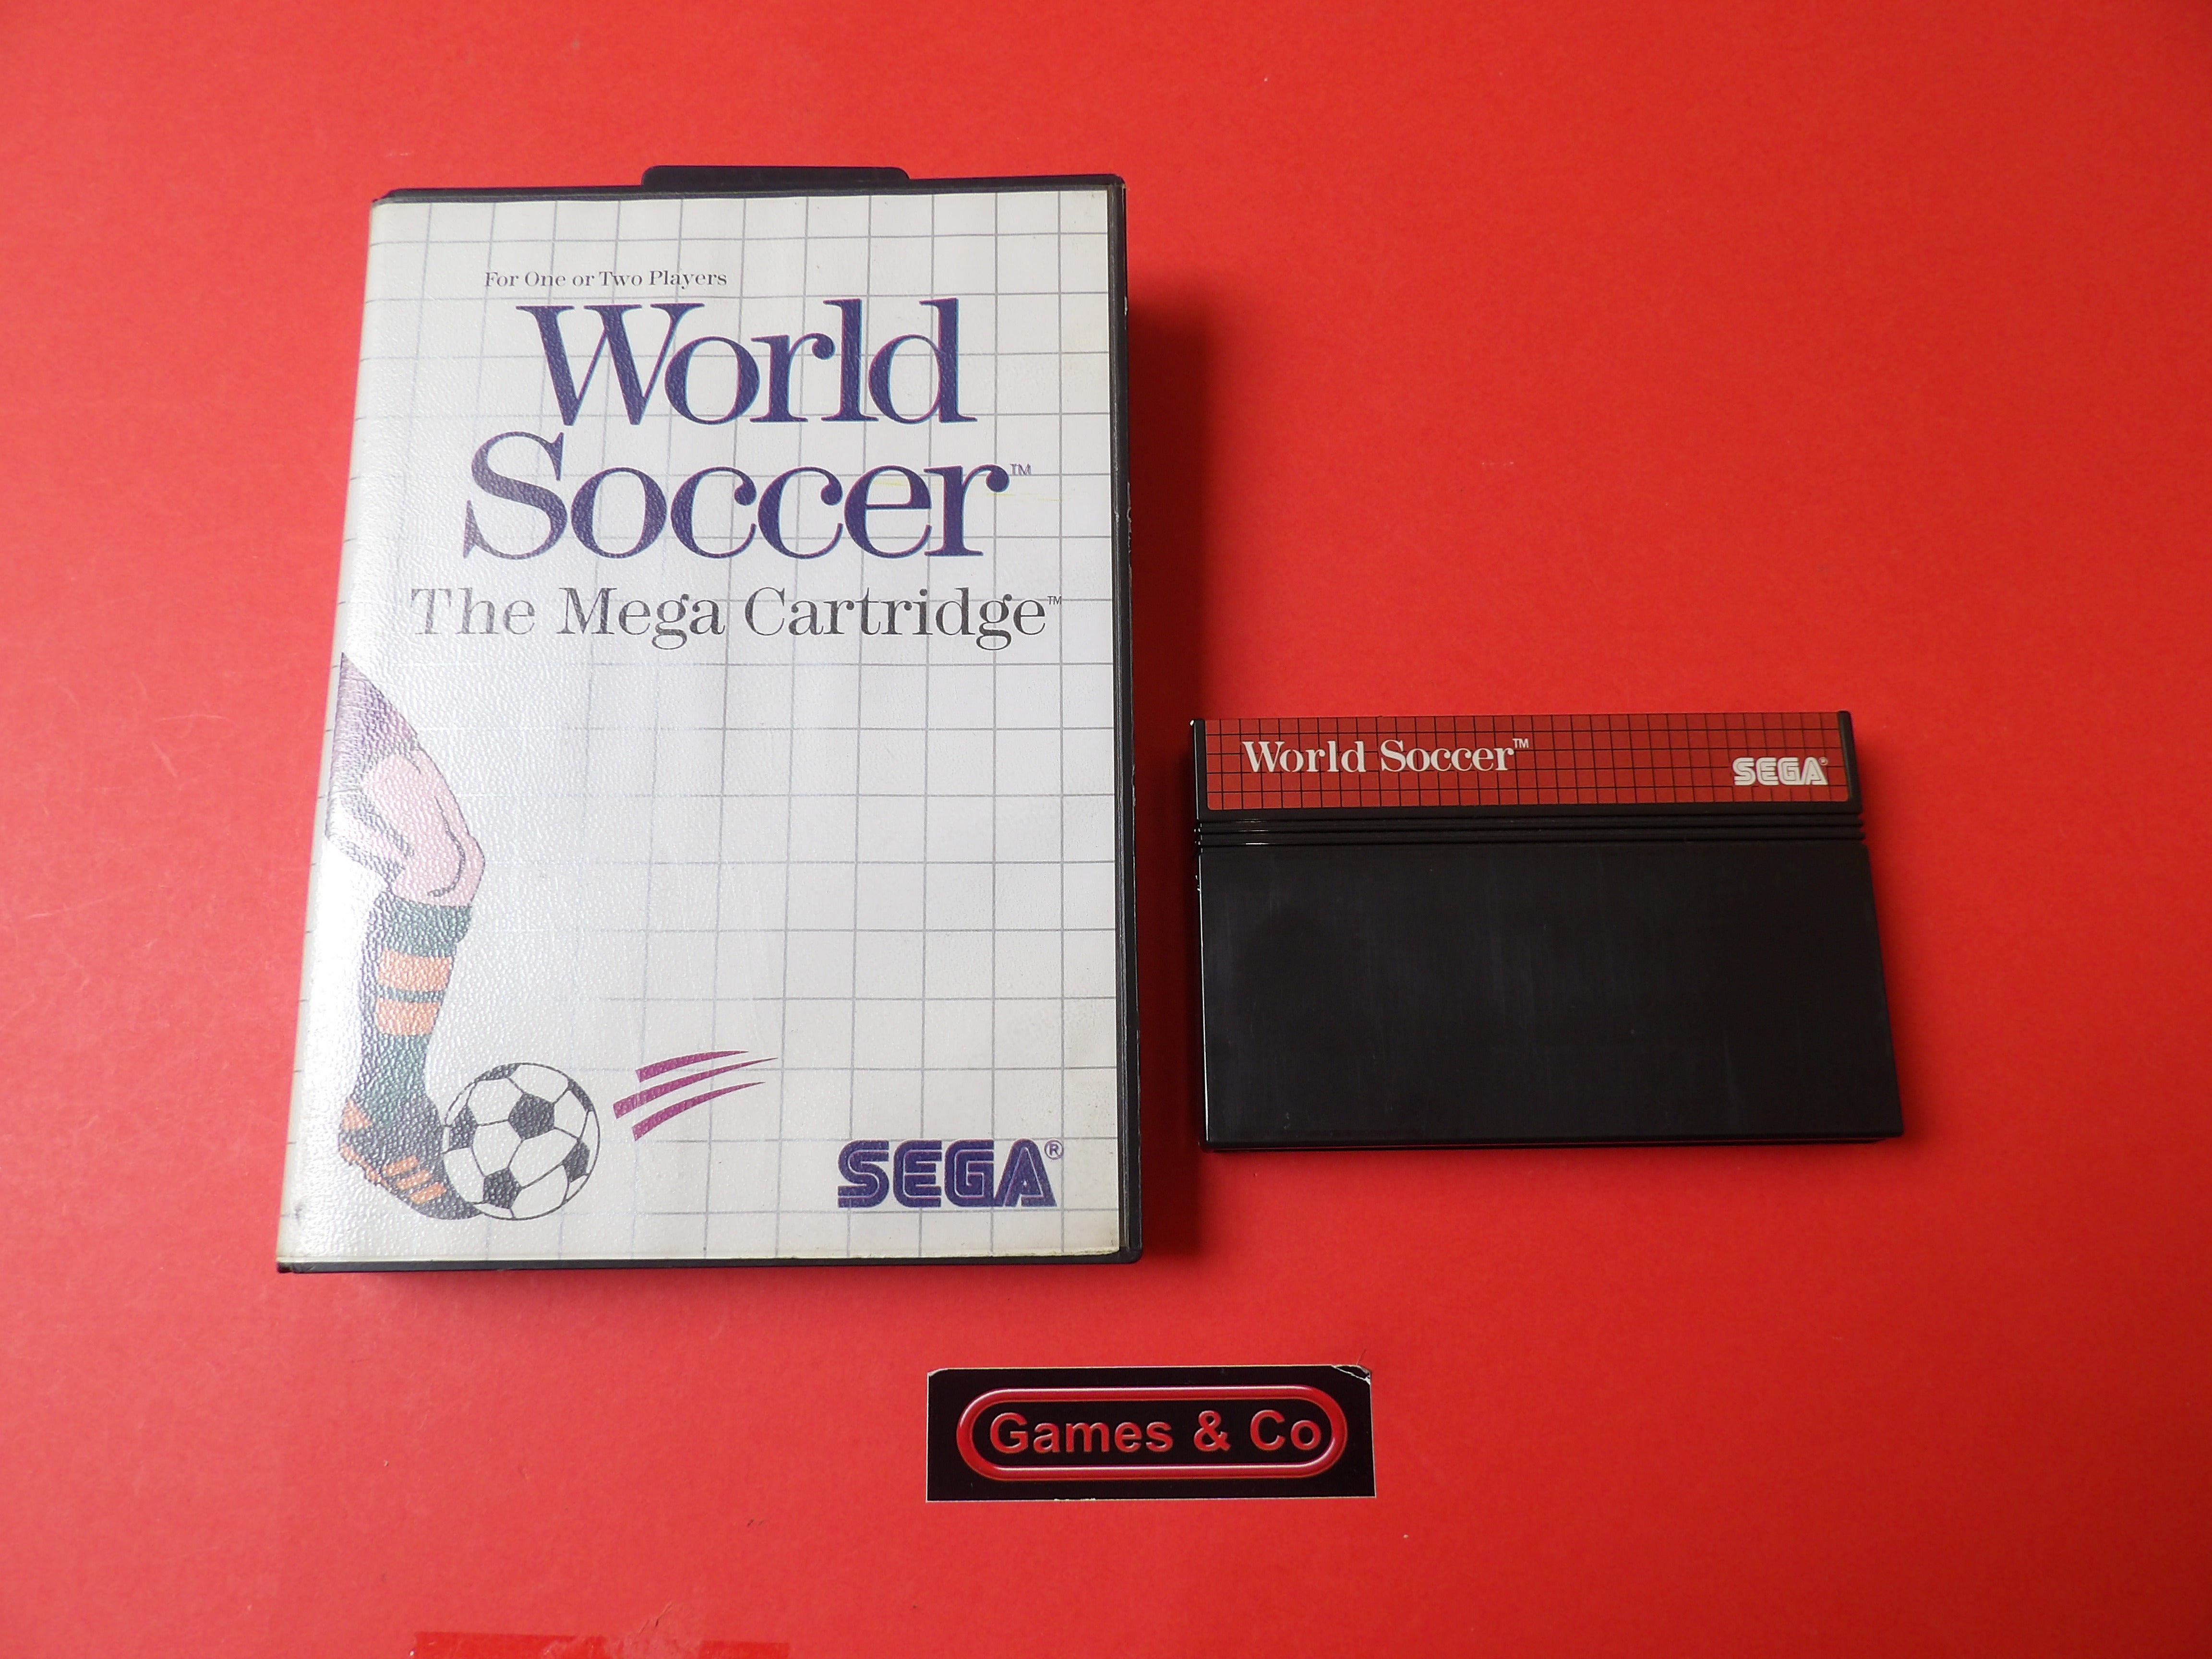 For One or Two Players
World
Soccer™
The Mega Cartridge™
SEGA®
World Soccer™
SEGA®
Games & Co